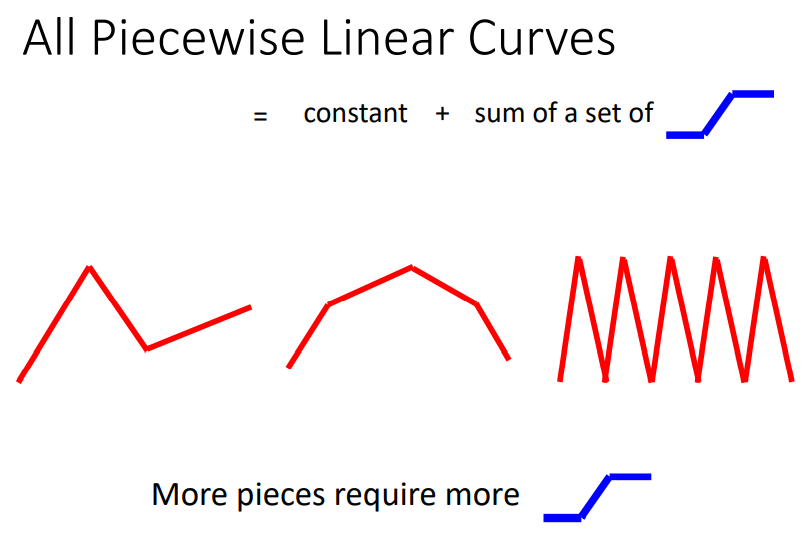 All Piecewise Linear Curves
= constant + sum of a set of
More pieces require more